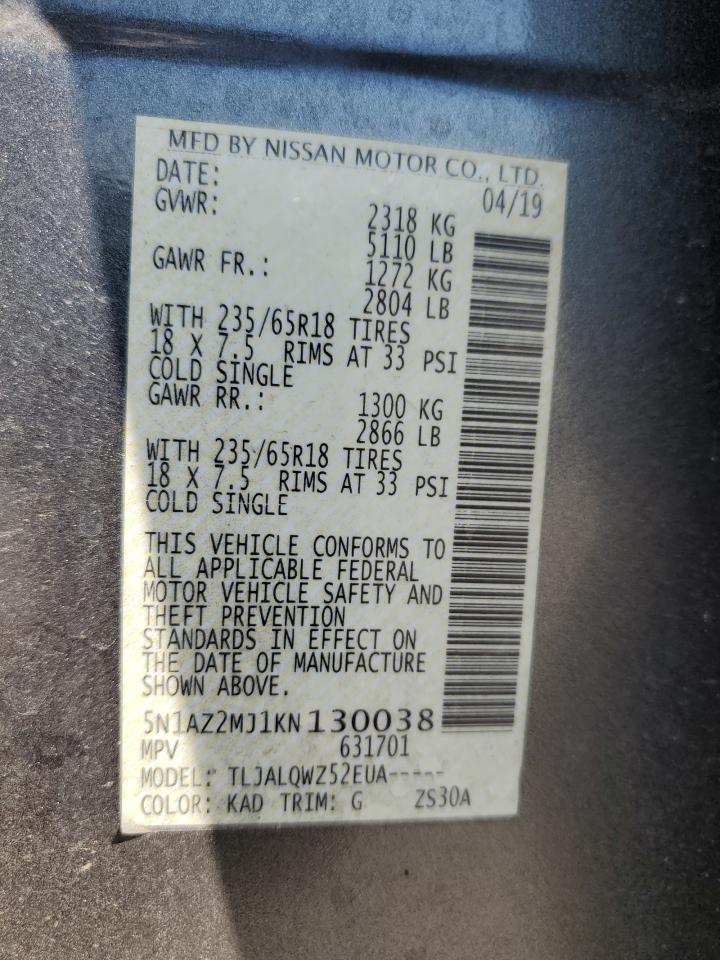 MFD BY NISSAN MOTOR CO., LTD.
DATE: 04/19
GVWR: 2318 KG
5110 LB
GAWR FR.: 1272 KG
2804 LB
WITH 235/65R18 TIRES
18 X 7.5 RIMS AT 33 PSI
COLD SINGLE
GAWR RR.: 1300 KG
2866 LB
WITH 235/65R18 TIRES
18 X 7.5 RIMS AT 33 PSI
COLD SINGLE
THIS VEHICLE CONFORMS TO
ALL APPLICABLE FEDERAL
MOTOR VEHICLE SAFETY AND
THEFT PREVENTION
STANDARDS IN EFFECT ON
THE DATE OF MANUFACTURE
SHOWN ABOVE.
5N1AZ2MJ1KN130038
MPV 631701
MODEL: TLJALQWZ52EUA-----
COLOR: KAD TRIM: G ZS30A